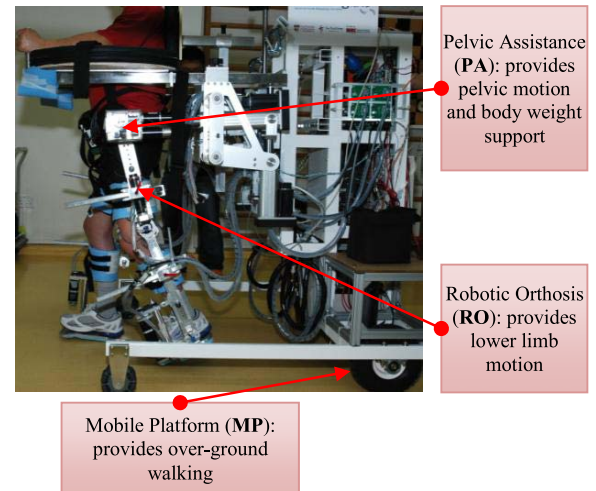 Pelvic Assistance
(PA): provides
pelvic motion
and body weight
support
Robotic Orthosis
(RO): provides
lower limb
motion
Mobile Platform (MP):
provides over-ground
walking